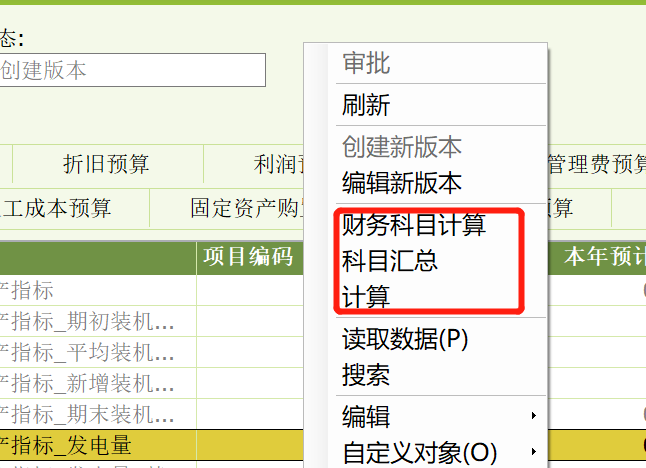 态:
创建版本
审批
刷新
创建新版本
编辑新版本
财务科目计算
科目汇总
计算
读取数据(P)
搜索
编辑
自定义对象(O)
折旧预算
利润
管理费预算
工成本预算
固定资产购
算
项目编码
本年预计
产指标
产指标_期初装机...
产指标_平均装机...
产指标_新增装机...
产指标_期末装机...
产指标_发电量